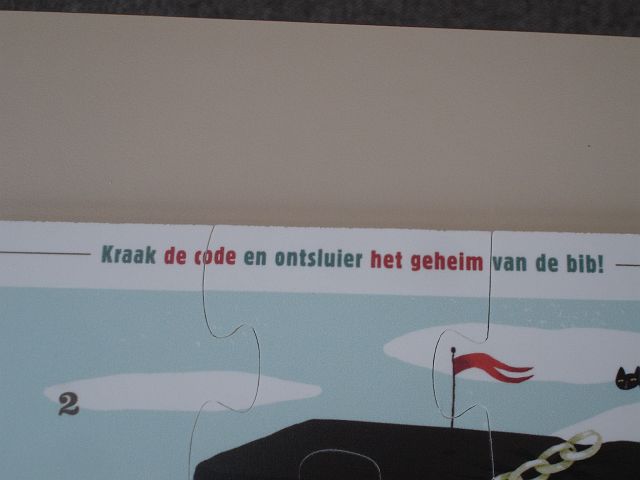 Kraak de code en ontsluier het geheim van de bib!
2